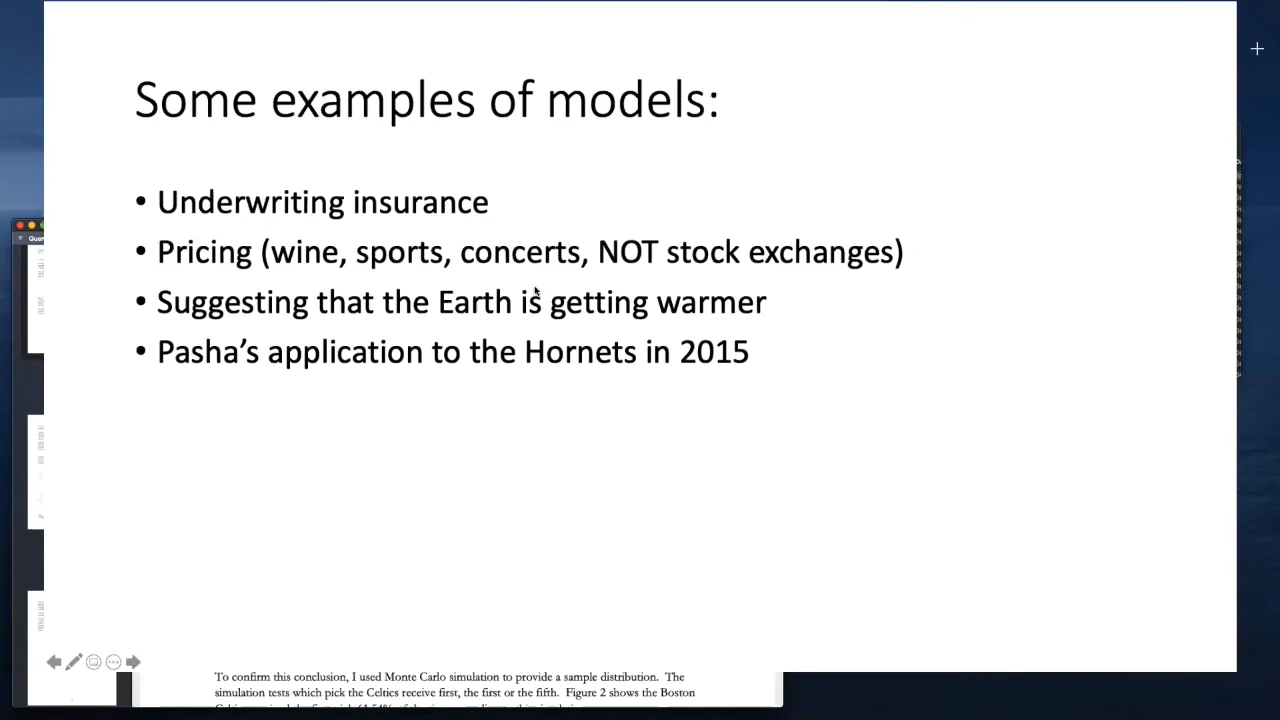 Some examples of models:
• Underwriting insurance
• Pricing (wine, sports, concerts, NOT stock exchanges)
• Suggesting that the Earth is getting warmer
• Pasha's application to the Hornets in 2015
Quan
To confirm this conclusion, I used Monte Carlo simulation to provide a sample distribution. The
simulation tests which pick the Celtics receive first, the first or the fifth. Figure 2 shows the Boston